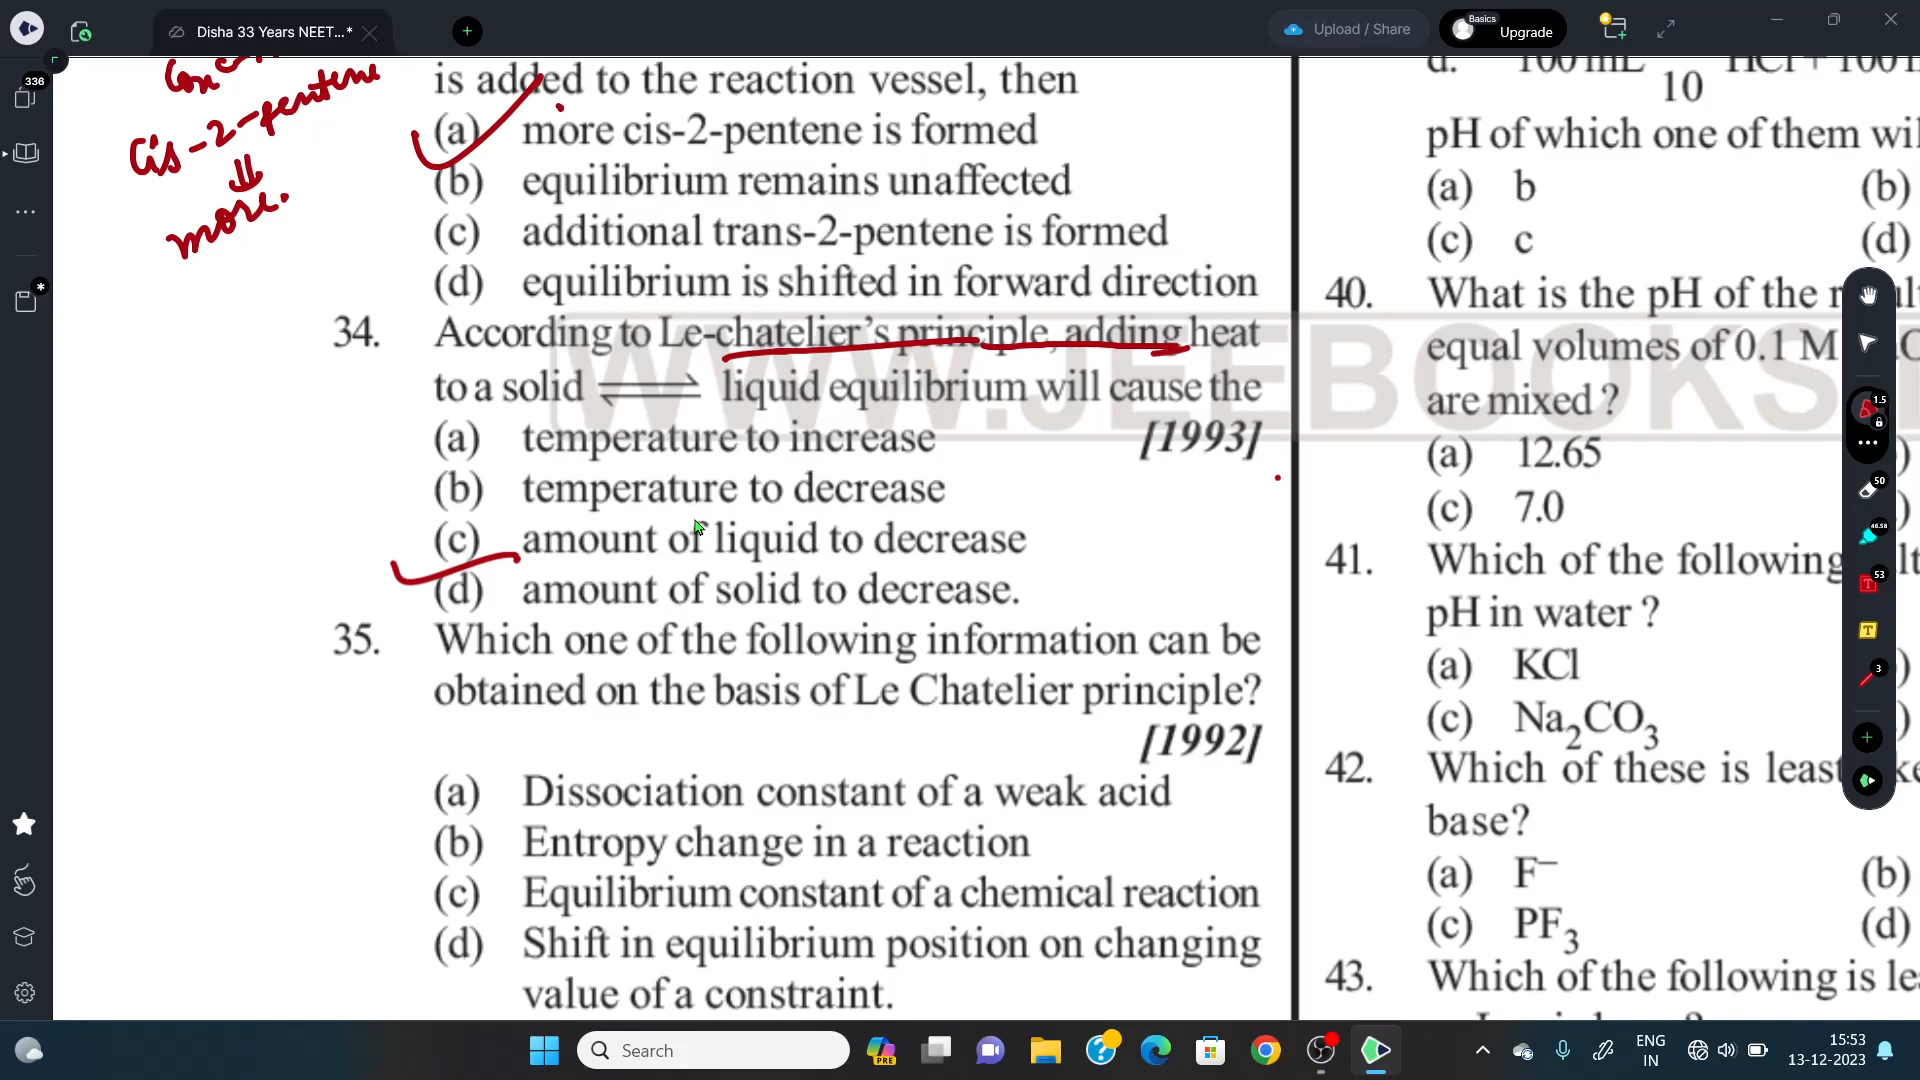 Disha 33 Years NEET...*
Upload / Share
Basics
Upgrade
336
cis-2-pentene
more.
is added to the reaction vessel, then
(a) more cis-2-pentene is formed
(b) equilibrium remains unaffected
(c) additional trans-2-pentene is formed
(d) equilibrium is shifted in forward direction
34. According to Le-chatelier's principle, adding heat
to a solid ⇌ liquid equilibrium will cause the
(a) temperature to increase [1993]
(b) temperature to decrease
(c) amount of liquid to decrease
(d) amount of solid to decrease.
35. Which one of the following information can be
obtained on the basis of Le Chatelier principle?
[1992]
(a) Dissociation constant of a weak acid
(b) Entropy change in a reaction
(c) Equilibrium constant of a chemical reaction
(d) Shift in equilibrium position on changing
value of a constraint.
10
pH of which one of them
(a) b (b)
(c) c (d)
40. What is the pH of the
equal volumes of 0.1 M
are mixed ?
(a) 12.65
(c) 7.0
41. Which of the following
pH in water ?
(a) KCl
(c) Na₂CO₃
42. Which of these is least
base?
(a) F⁻ (b)
(c) PF₃ (d)
43. Which of the following is
WWW.JEEBOOKS
1.5
50
46.58
53
T
T
3
Search
PRE
ENG
IN
15:53
13-12-2023